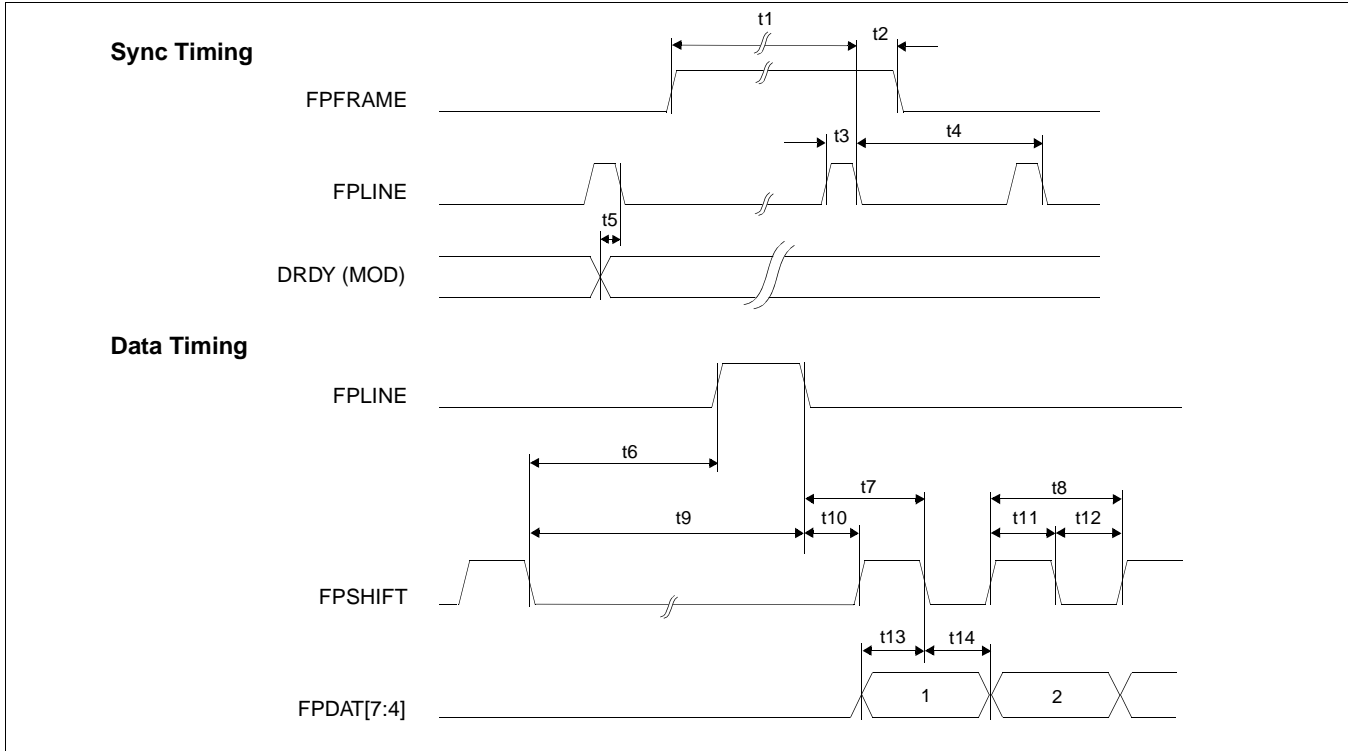 t1
t2
Sync Timing
FPFRAME
t3
t4
FPLINE
t5
DRDY (MOD)
Data Timing
FPLINE
t6
t7
t8
t9
t10
t11
t12
FPSHIFT
t13
t14
FPDAT[7:4]
1
2